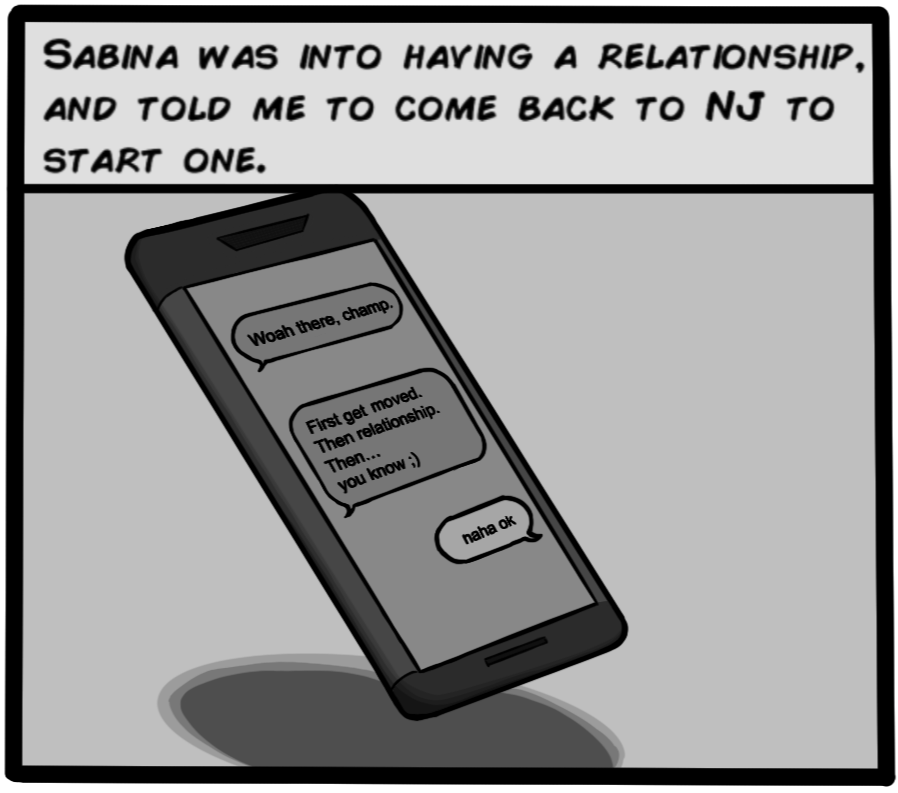 SABINA WAS INTO HAVING A RELATIONSHIP,
AND TOLD ME TO COME BACK TO NJ TO
START ONE.
Woah there, champ.
First get moved.
Then relationship.
Then...
you know ;)
naha ok